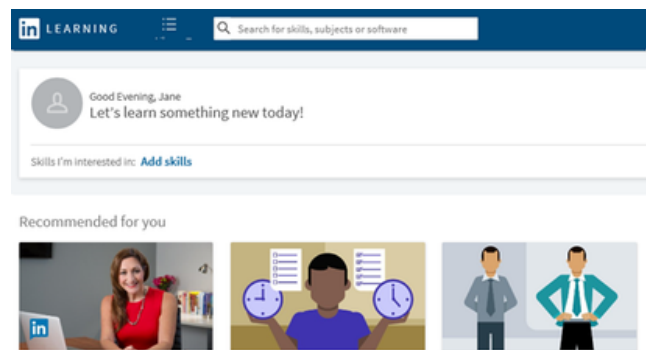 in LEARNING
Search for skills, subjects or software
Good Evening, Jane
Let's learn something new today!
Skills I'm interested in: Add skills
Recommended for you
in